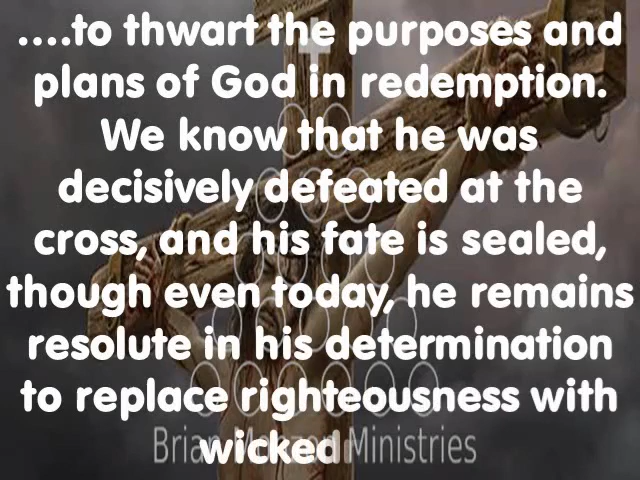 ....to thwart the purposes and
plans of God in redemption.
We know that he was
decisively defeated at the
cross, and his fate is sealed,
though even today, he remains
resolute in his determination
to replace righteousness with
wicked
Ministries